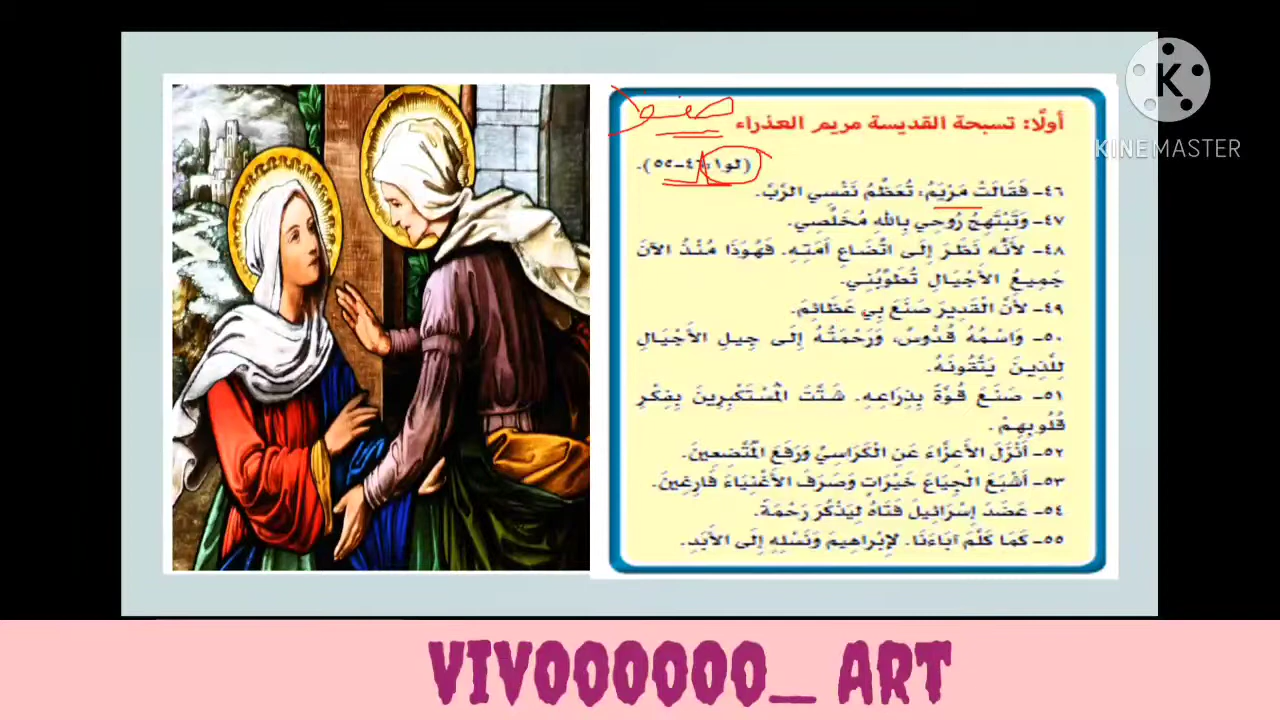 أولًا: تسبحة القديسة مريم العذراء
(لو١: ٤٦-٥٥).
٤٦- فَقَالَتْ مَرْيَمُ: تُعَظِّمُ نَفْسِي الرَّبَّ.
٤٧- وَتَبْتَهِجُ رُوحِي بِاللهِ مُخَلِّصِي.
٤٨- لأَنَّه نَظَرَ إِلَى اتِّضَاعِ أَمَتِهِ. فَهُوَذَا مُنْذُ الآنَ
جَمِيعُ الأَجْيَالِ تُطَوِّبُنِي.
٤٩- لأَنَّ الْقَدِيرَ صَنَعَ بِي عَظَائِمَ.
٥٠- وَاسْمُهُ قُدُّوسٌ، وَرَحْمَتُهُ إِلَى جِيلِ الأَجْيَالِ
لِلَّذِينَ يَتَّقُونَهُ.
٥١- صَنَعَ قُوَّةً بِذِرَاعِهِ. شَتَّتَ الْمُسْتَكْبِرِينَ بِفِكْرِ
قُلُوبِهِمْ.
٥٢- أَنْزَلَ الأَعِزَّاءَ عَنِ الْكَرَاسِيِّ وَرَفَعَ الْمُتَّضِعِينَ.
٥٣- أَشْبَعَ الْجِيَاعَ خَيْرَاتٍ وَصَرَفَ الأَغْنِيَاءَ فَارِغِينَ.
٥٤- عَضَدَ إِسْرَائِيلَ فَتَاهُ لِيَذْكُرَ رَحْمَةً.
٥٥- كَمَا كَلَّمَ آبَاءَنَا. لإِبْراهِيمَ وَنَسْلِهِ إِلَى الأَبَدِ.
K
KINEMASTER
VIVOOOOOO_ ART